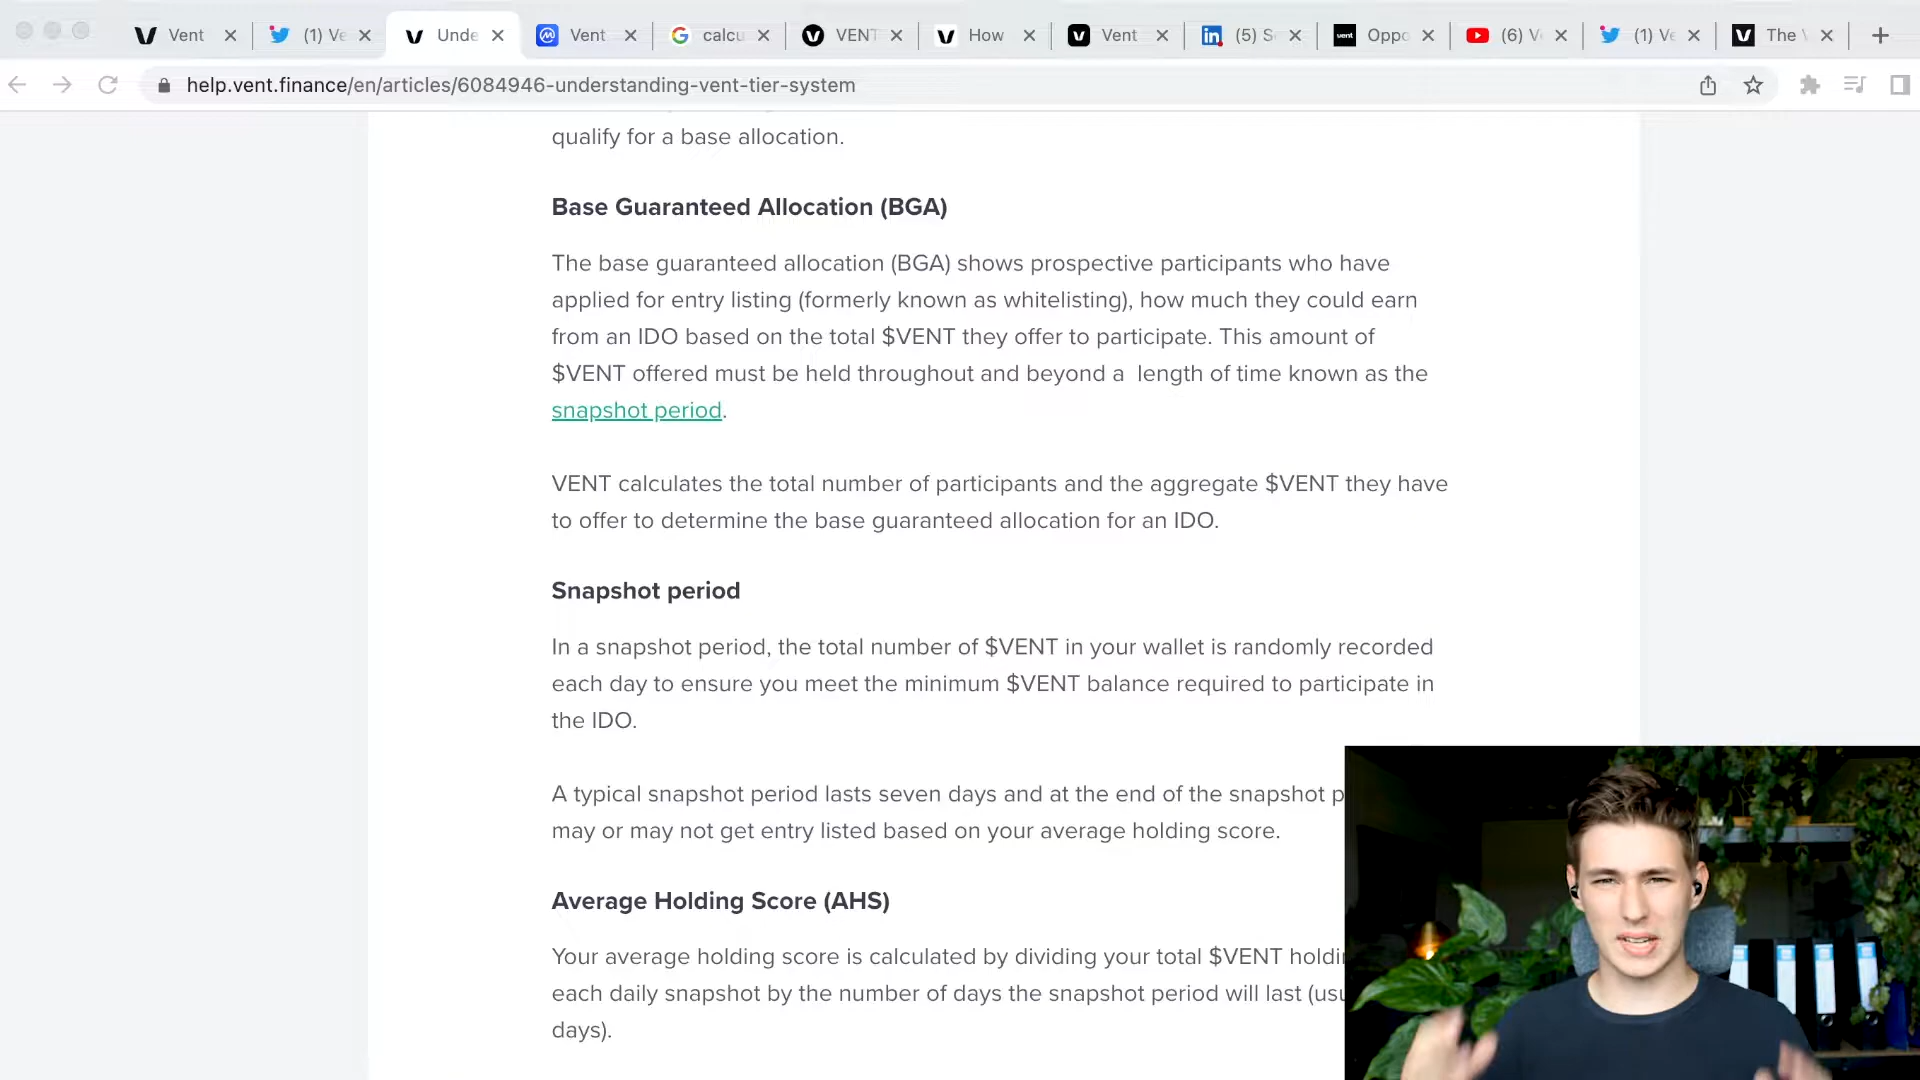 Vent
(1) Ve
Unde
Vent
calcu
VENT
How
Vent
(5) S
Oppo
(6) V
(1) Ve
The
help.vent.finance/en/articles/6084946-understanding-vent-tier-system
qualify for a base allocation.
Base Guaranteed Allocation (BGA)
The base guaranteed allocation (BGA) shows prospective participants who have
applied for entry listing (formerly known as whitelisting), how much they could earn
from an IDO based on the total $VENT they offer to participate. This amount of
$VENT offered must be held throughout and beyond a  length of time known as the
snapshot period.
VENT calculates the total number of participants and the aggregate $VENT they have
to offer to determine the base guaranteed allocation for an IDO.
Snapshot period
In a snapshot period, the total number of $VENT in your wallet is randomly recorded
each day to ensure you meet the minimum $VENT balance required to participate in
the IDO.
A typical snapshot period lasts seven days and at the end of the snapshot p
may or may not get entry listed based on your average holding score.
Average Holding Score (AHS)
Your average holding score is calculated by dividing your total $VENT holdi
each daily snapshot by the number of days the snapshot period will last (usu
days).